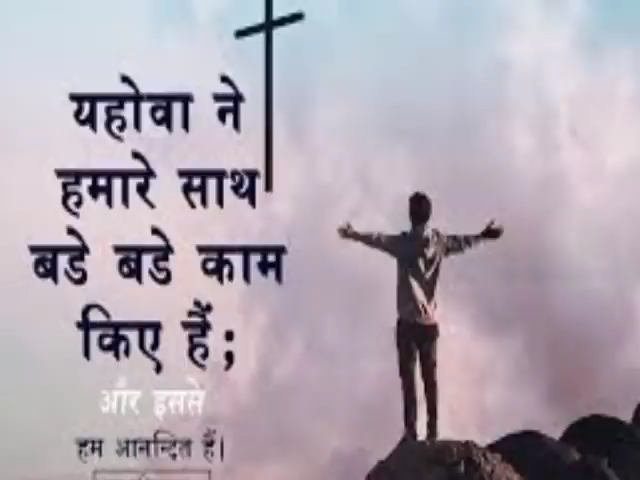 यहोवा ने
हमारे साथ
बडे बडे काम
किए हैं;
और इससे
हम आनन्दित हैं।